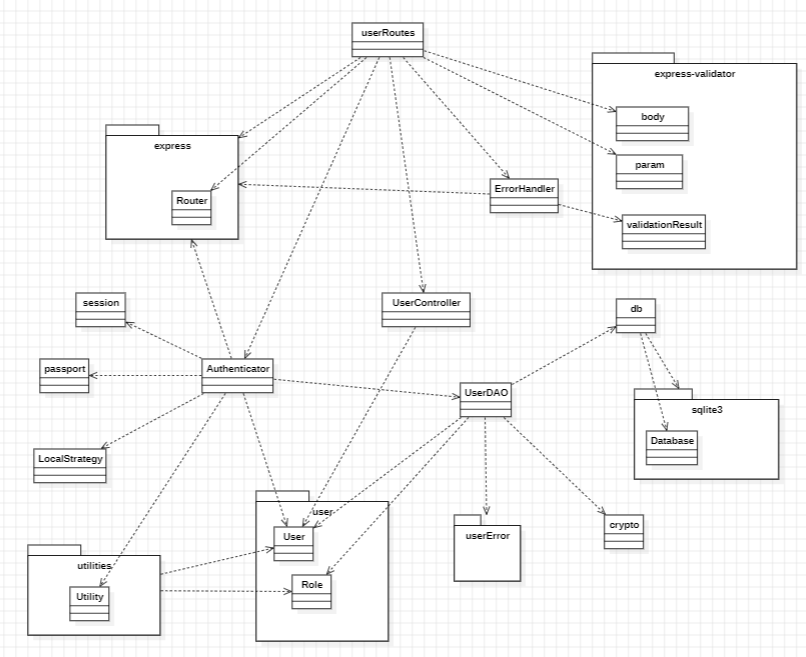 userRoutes
express-validator
body
express
param
ErrorHandler
Router
validationResult
session
UserController
db
passport
Authenticator
UserDAO
sqlite3
Database
LocalStrategy
user
crypto
User
userError
utilities
Role
Utility